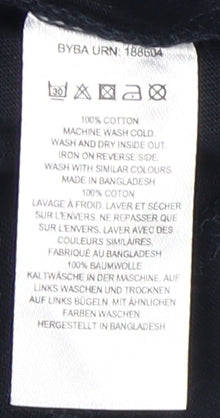 BYBA URN: 188604
30
100% COTTON
MACHINE WASH COLD.
WASH AND DRY INSIDE OUT.
IRON ON REVERSE SIDE.
WASH WITH SIMILAR COLOURS.
MADE IN BANGLADESH
100% COTON
LAVAGE À FROID. LAVER ET SÉCHER
SUR L'ENVERS. NE REPASSER QUE
SUR L'ENVERS. LAVER AVEC DES
COULEURS SIMILAIRES.
FABRIQUÉ AU BANGLADESH
100% BAUMWOLLE
KALTWÄSCHE IN DER MASCHINE. AUF
LINKS WASCHEN UND TROCKNEN.
AUF LINKS BÜGELN. MIT ÄHNLICHEN
FARBEN WASCHEN.
HERGESTELLT IN BANGLADESH.